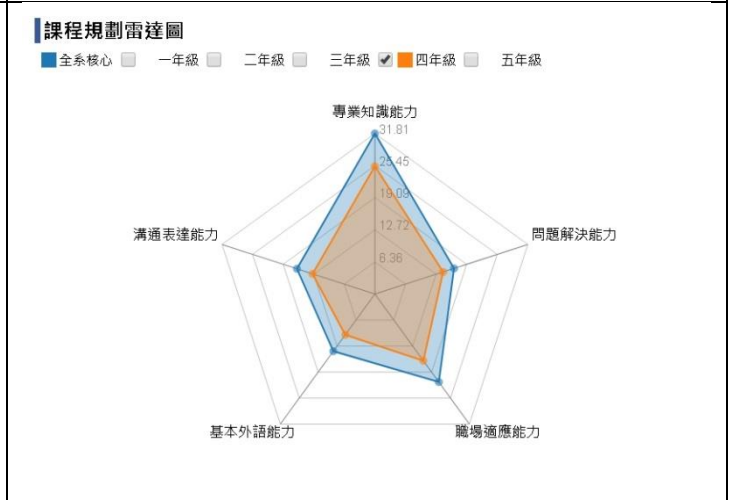 課程規劃雷達圖
全系核心 一年級 二年級 三年級 四年級 五年級
專業知識能力
31.81
25.45
19.09
12.72
6.36
溝通表達能力 問題解決能力
基本外語能力 職場適應能力